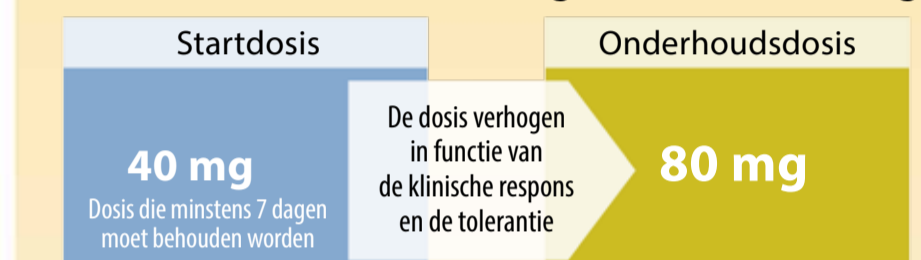 Startdosis
40 mg
Dosis die minstens 7 dagen
moet behouden worden
De dosis verhogen
in functie van
de klinische respons
en de tolerantie
Onderhoudsdosis
80 mg